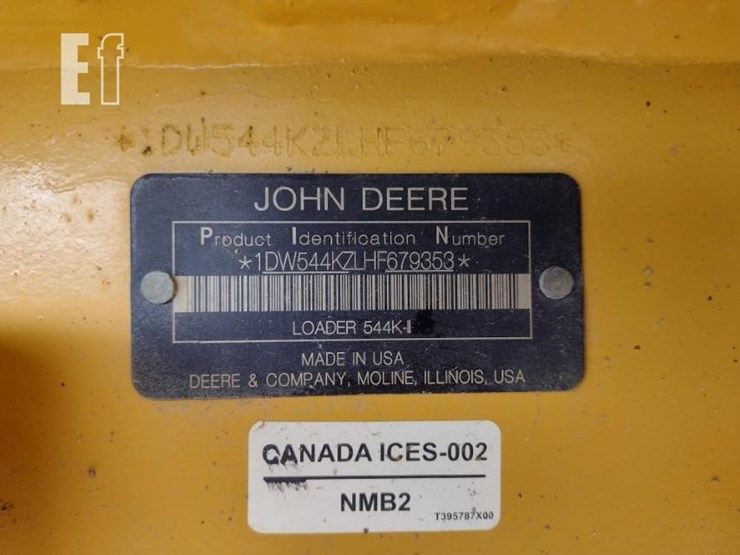 Ef
*1DW544KZLHF679353*
JOHN DEERE
Product Identification Number
*1DW544KZLHF679353*
LOADER 544K-II
MADE IN USA
DEERE & COMPANY, MOLINE, ILLINOIS, USA
CANADA ICES-002
NMB2
T395787X00